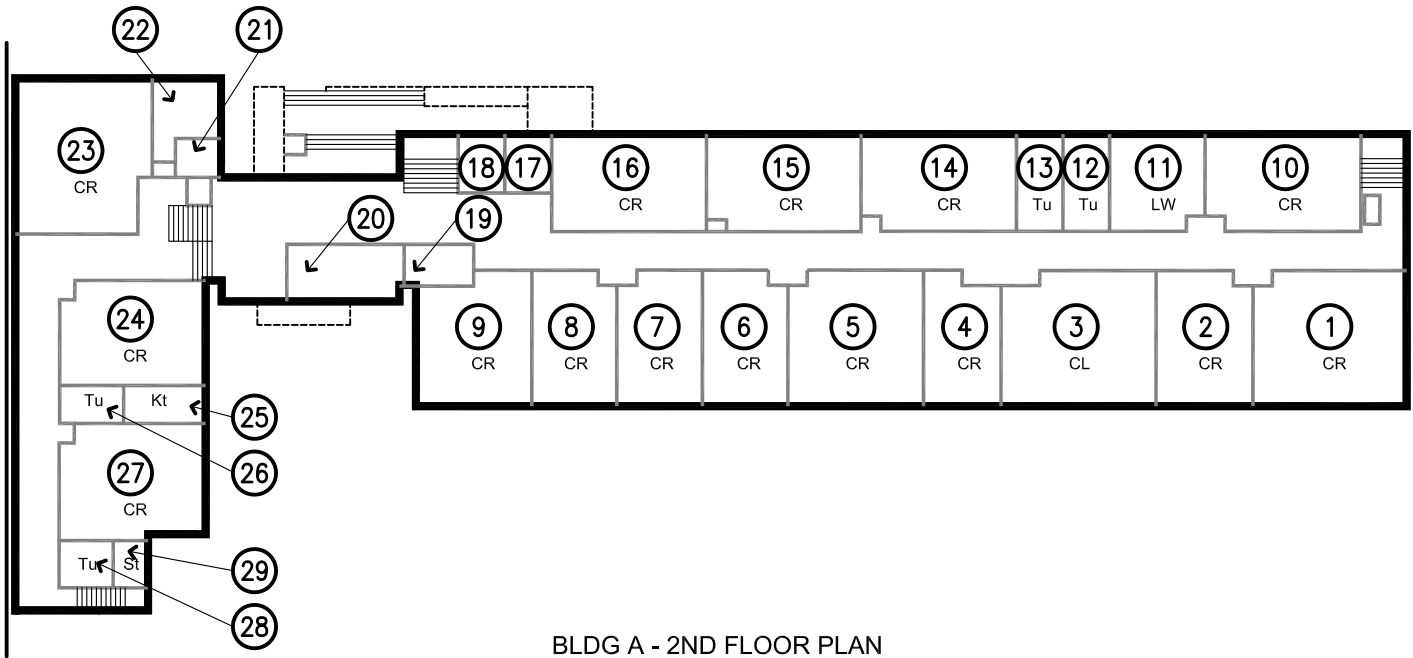 22 21
23
CR
18 17 16 15 14 13 12 11 10
CR CR CR Tu Tu LW CR
20 19
24
CR
9 8 7 6 5 4 3 2 1
CR CR CR CR CR CR CL CR CR
Tu Kt
25
26
27
CR
Tu St
29
28
BLDG A - 2ND FLOOR PLAN